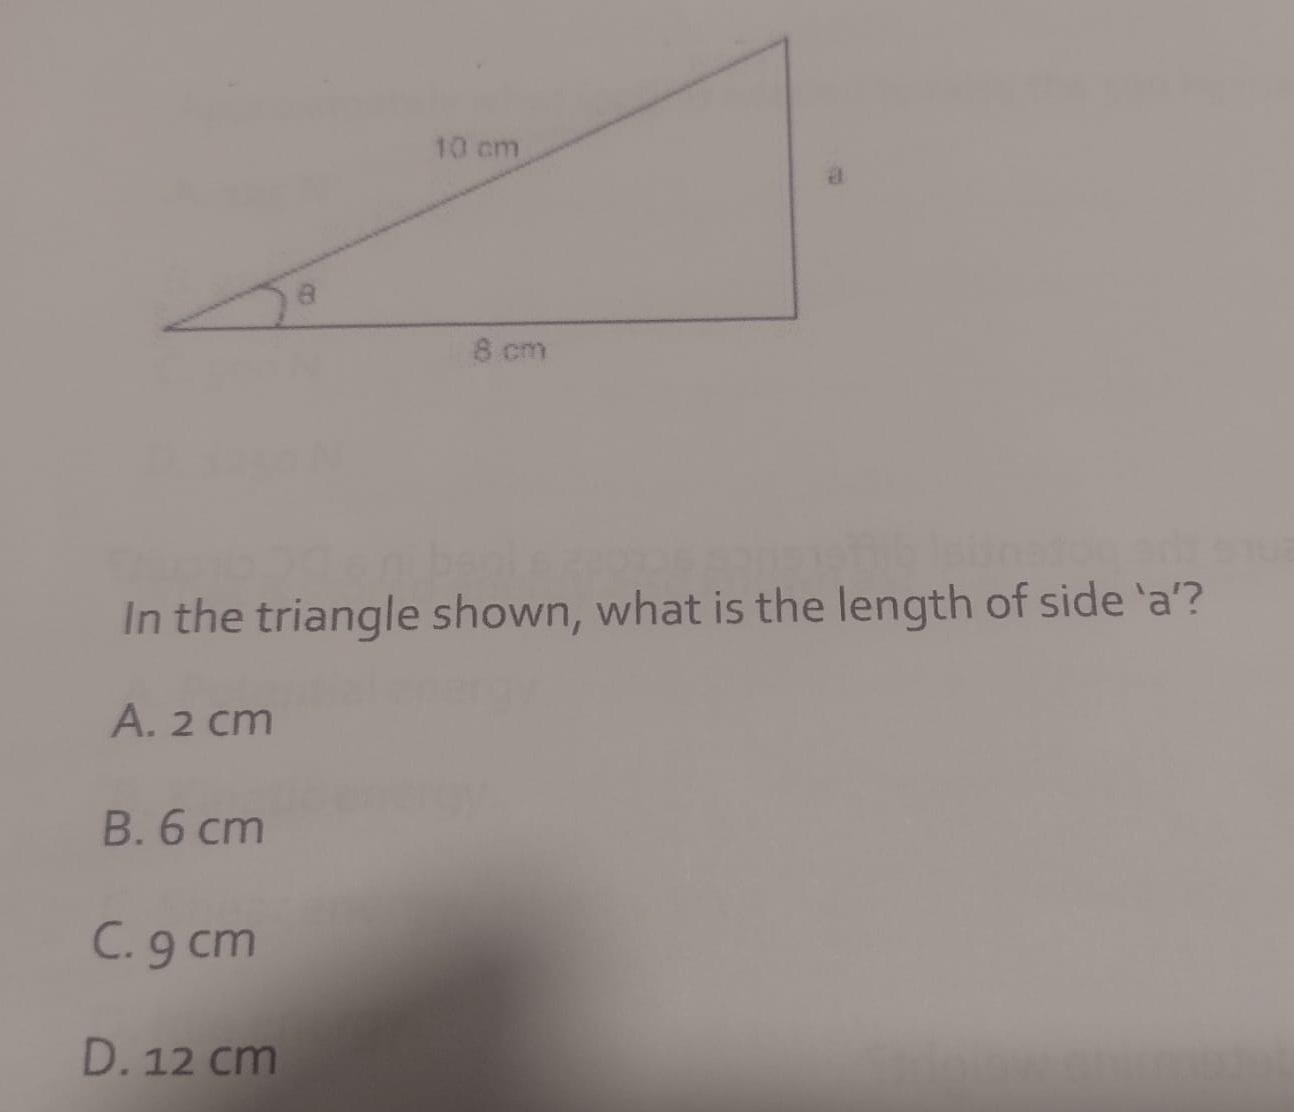 10 cm
a
θ
8 cm
In the triangle shown, what is the length of side 'a'?
A. 2 cm
B. 6 cm
C. 9 cm
D. 12 cm